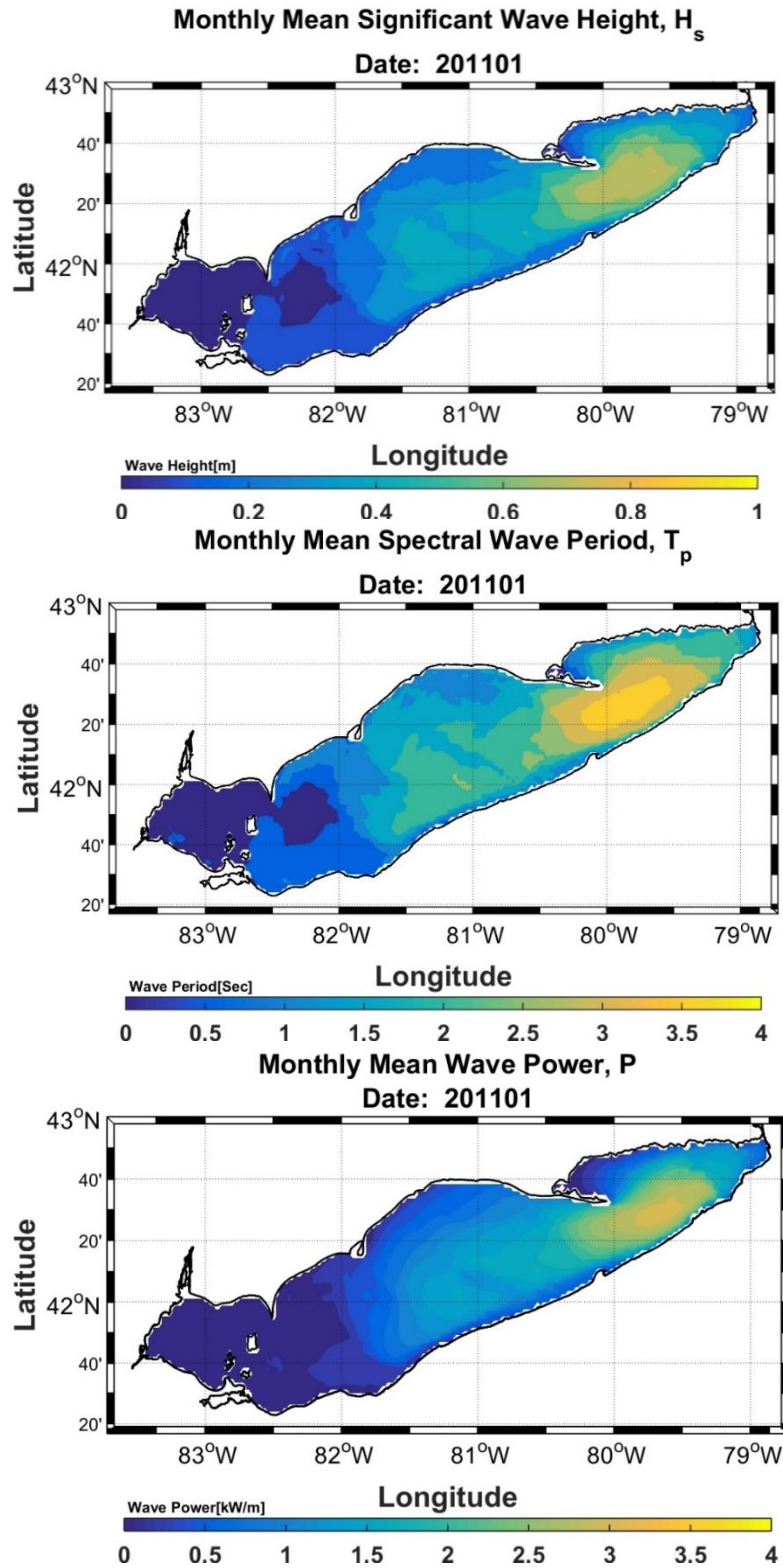 Monthly Mean Significant Wave Height, H_s
Date: 201101
43°N
40'
20'
42°N
40'
20'
Latitude
83°W 82°W 81°W 80°W 79°W
Longitude
Wave Height[m]
0 0.2 0.4 0.6 0.8 1
Monthly Mean Spectral Wave Period, T_p
Date: 201101
43°N
40'
20'
42°N
40'
20'
Latitude
83°W 82°W 81°W 80°W 79°W
Longitude
Wave Period[Sec]
0 0.5 1 1.5 2 2.5 3 3.5 4
Monthly Mean Wave Power, P
Date: 201101
43°N
40'
20'
42°N
40'
20'
Latitude
83°W 82°W 81°W 80°W 79°W
Longitude
Wave Power[kW/m]
0 0.5 1 1.5 2 2.5 3 3.5 4